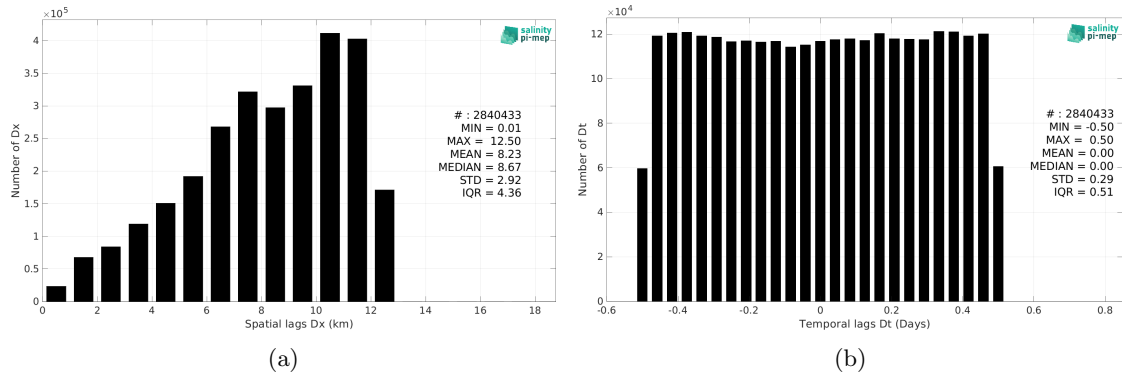 ×10⁵
4
3.5
3
2.5
2
1.5
1
0.5
0
0 2 4 6 8 10 12 14 16 18
Number of Dx
Spatial lags Dx (km)
salinity
pi-mep
# : 2840433
MIN = 0.01
MAX = 12.50
MEAN = 8.23
MEDIAN = 8.67
STD = 2.92
IQR = 4.36
(a)
×10⁴
12
10
8
6
4
2
0
-0.6 -0.4 -0.2 0 0.2 0.4 0.6 0.8
Number of Dt
Temporal lags Dt (Days)
salinity
pi-mep
# : 2840433
MIN = -0.50
MAX = 0.50
MEAN = 0.00
MEDIAN = 0.00
STD = 0.29
IQR = 0.51
(b)